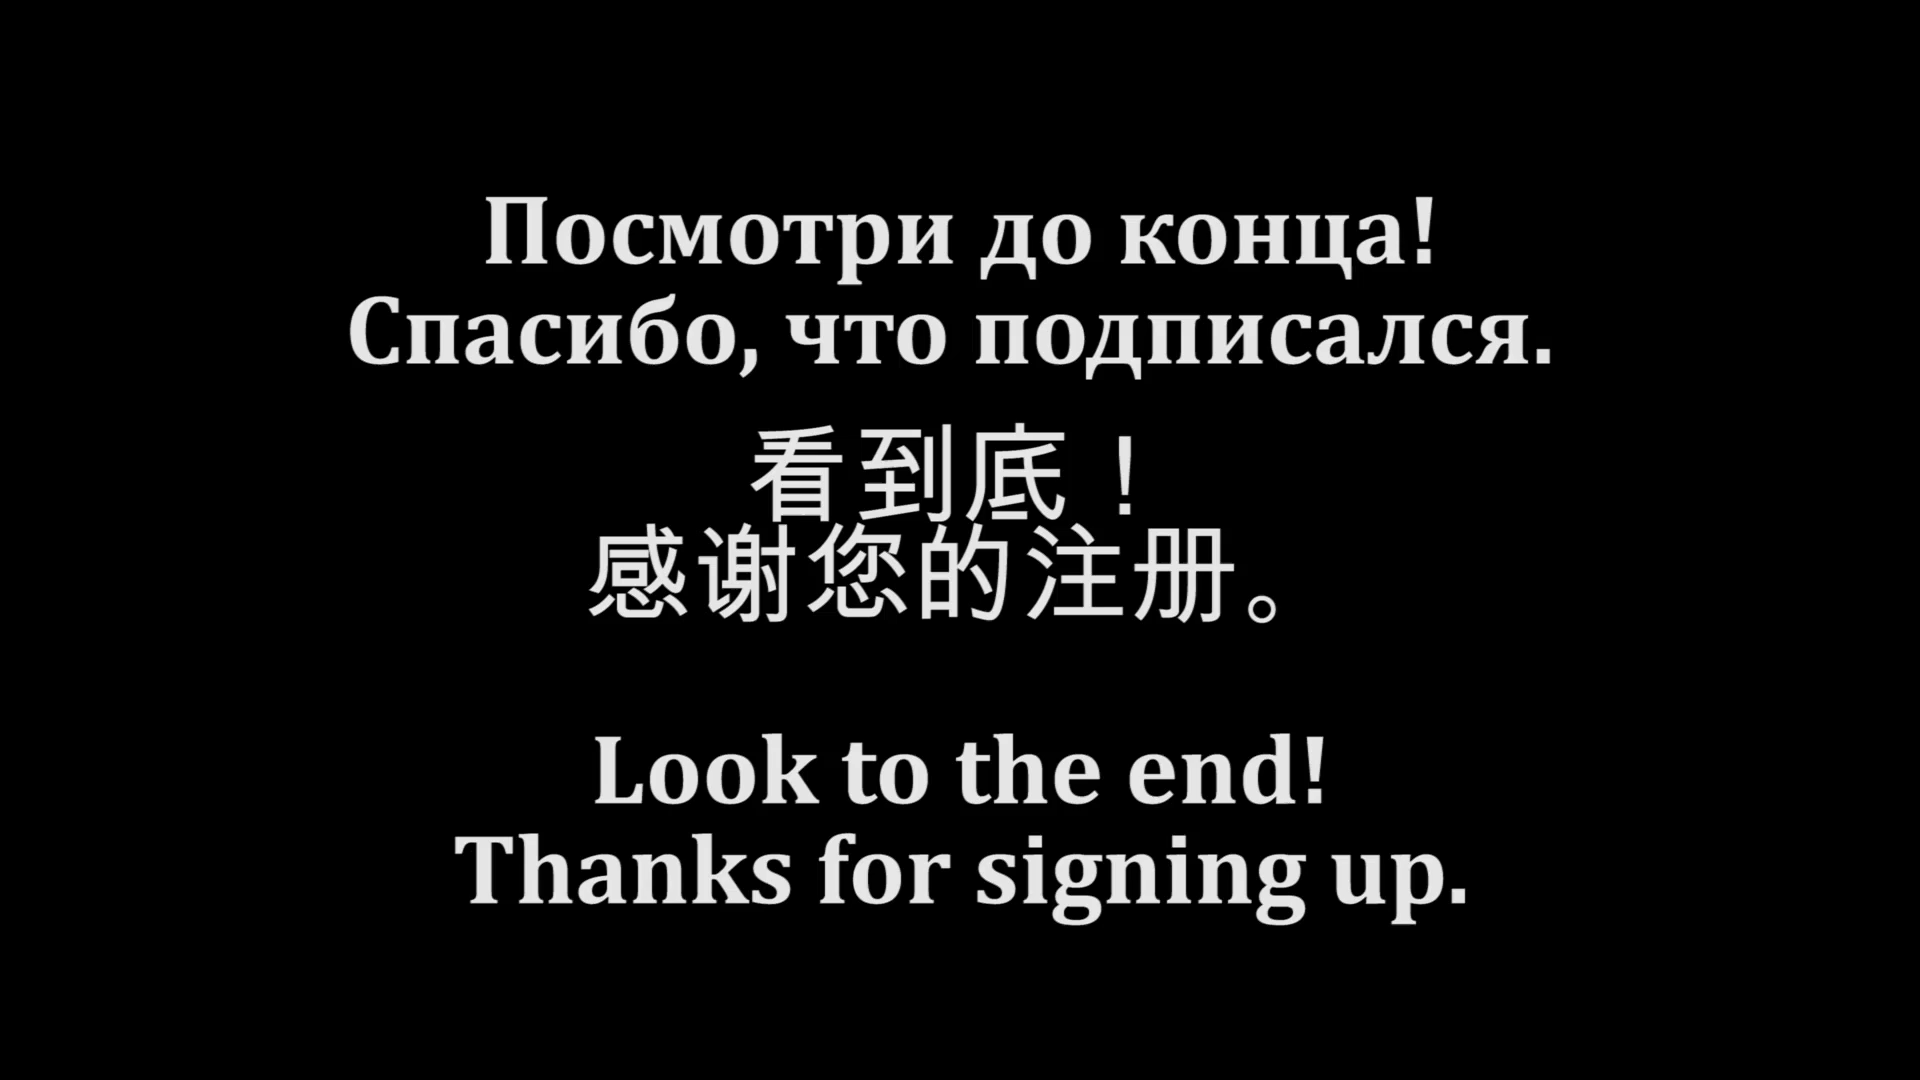 Посмотри до конца!
Спасибо, что подписался.
看到底！
感谢您的注册。
Look to the end!
Thanks for signing up.